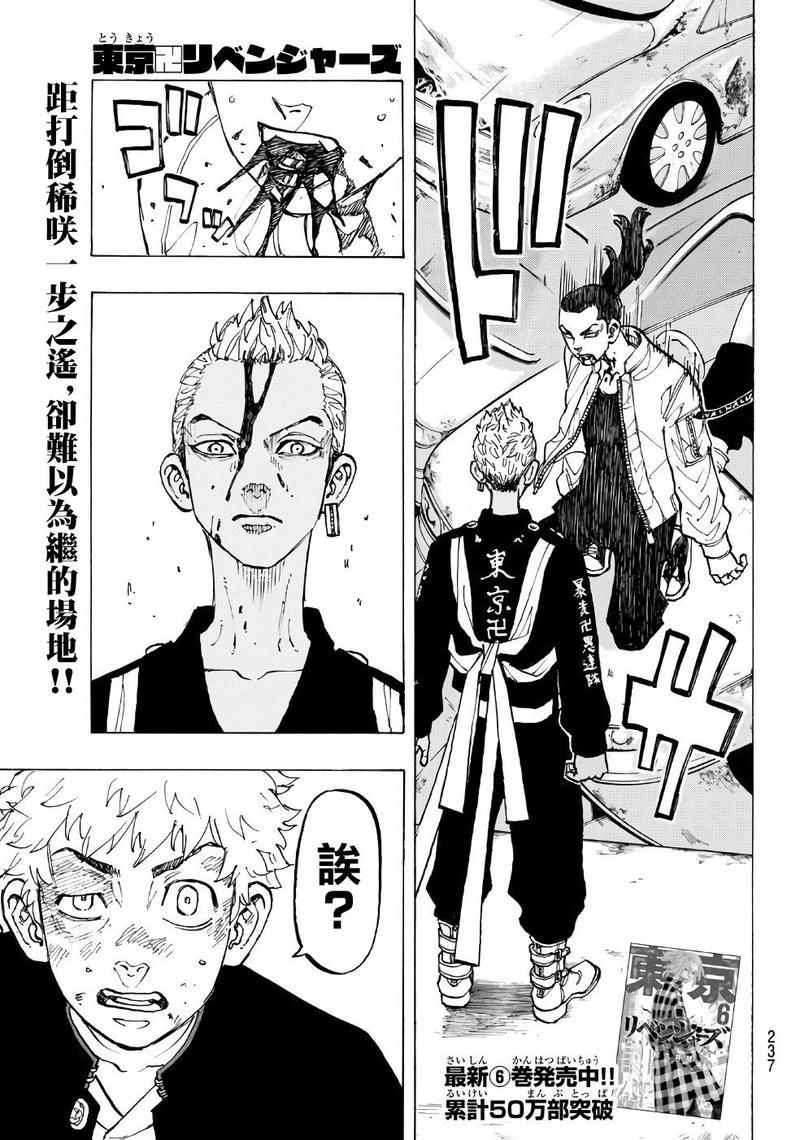 とうきょう
東京卍リベンジャーズ
距打倒稀咲一步之遙，卻難以為繼的場地!!
ドドド
VALHALLA
東京卍
暴走卍愚連隊
ゴゴッ
誒？
東京
6
リベンジャーズ
さいしん かんはつばいちゅう
最新⑥巻発売中!!
るいけい まんぶとっぱ
累計50万部突破
237